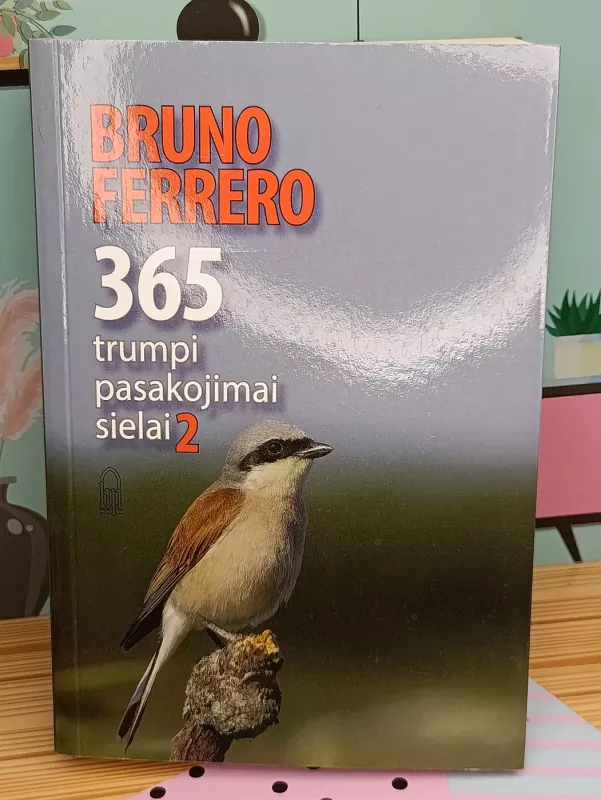 BRUNO
FERRERO
365
trumpi
pasakojimai
sielai 2